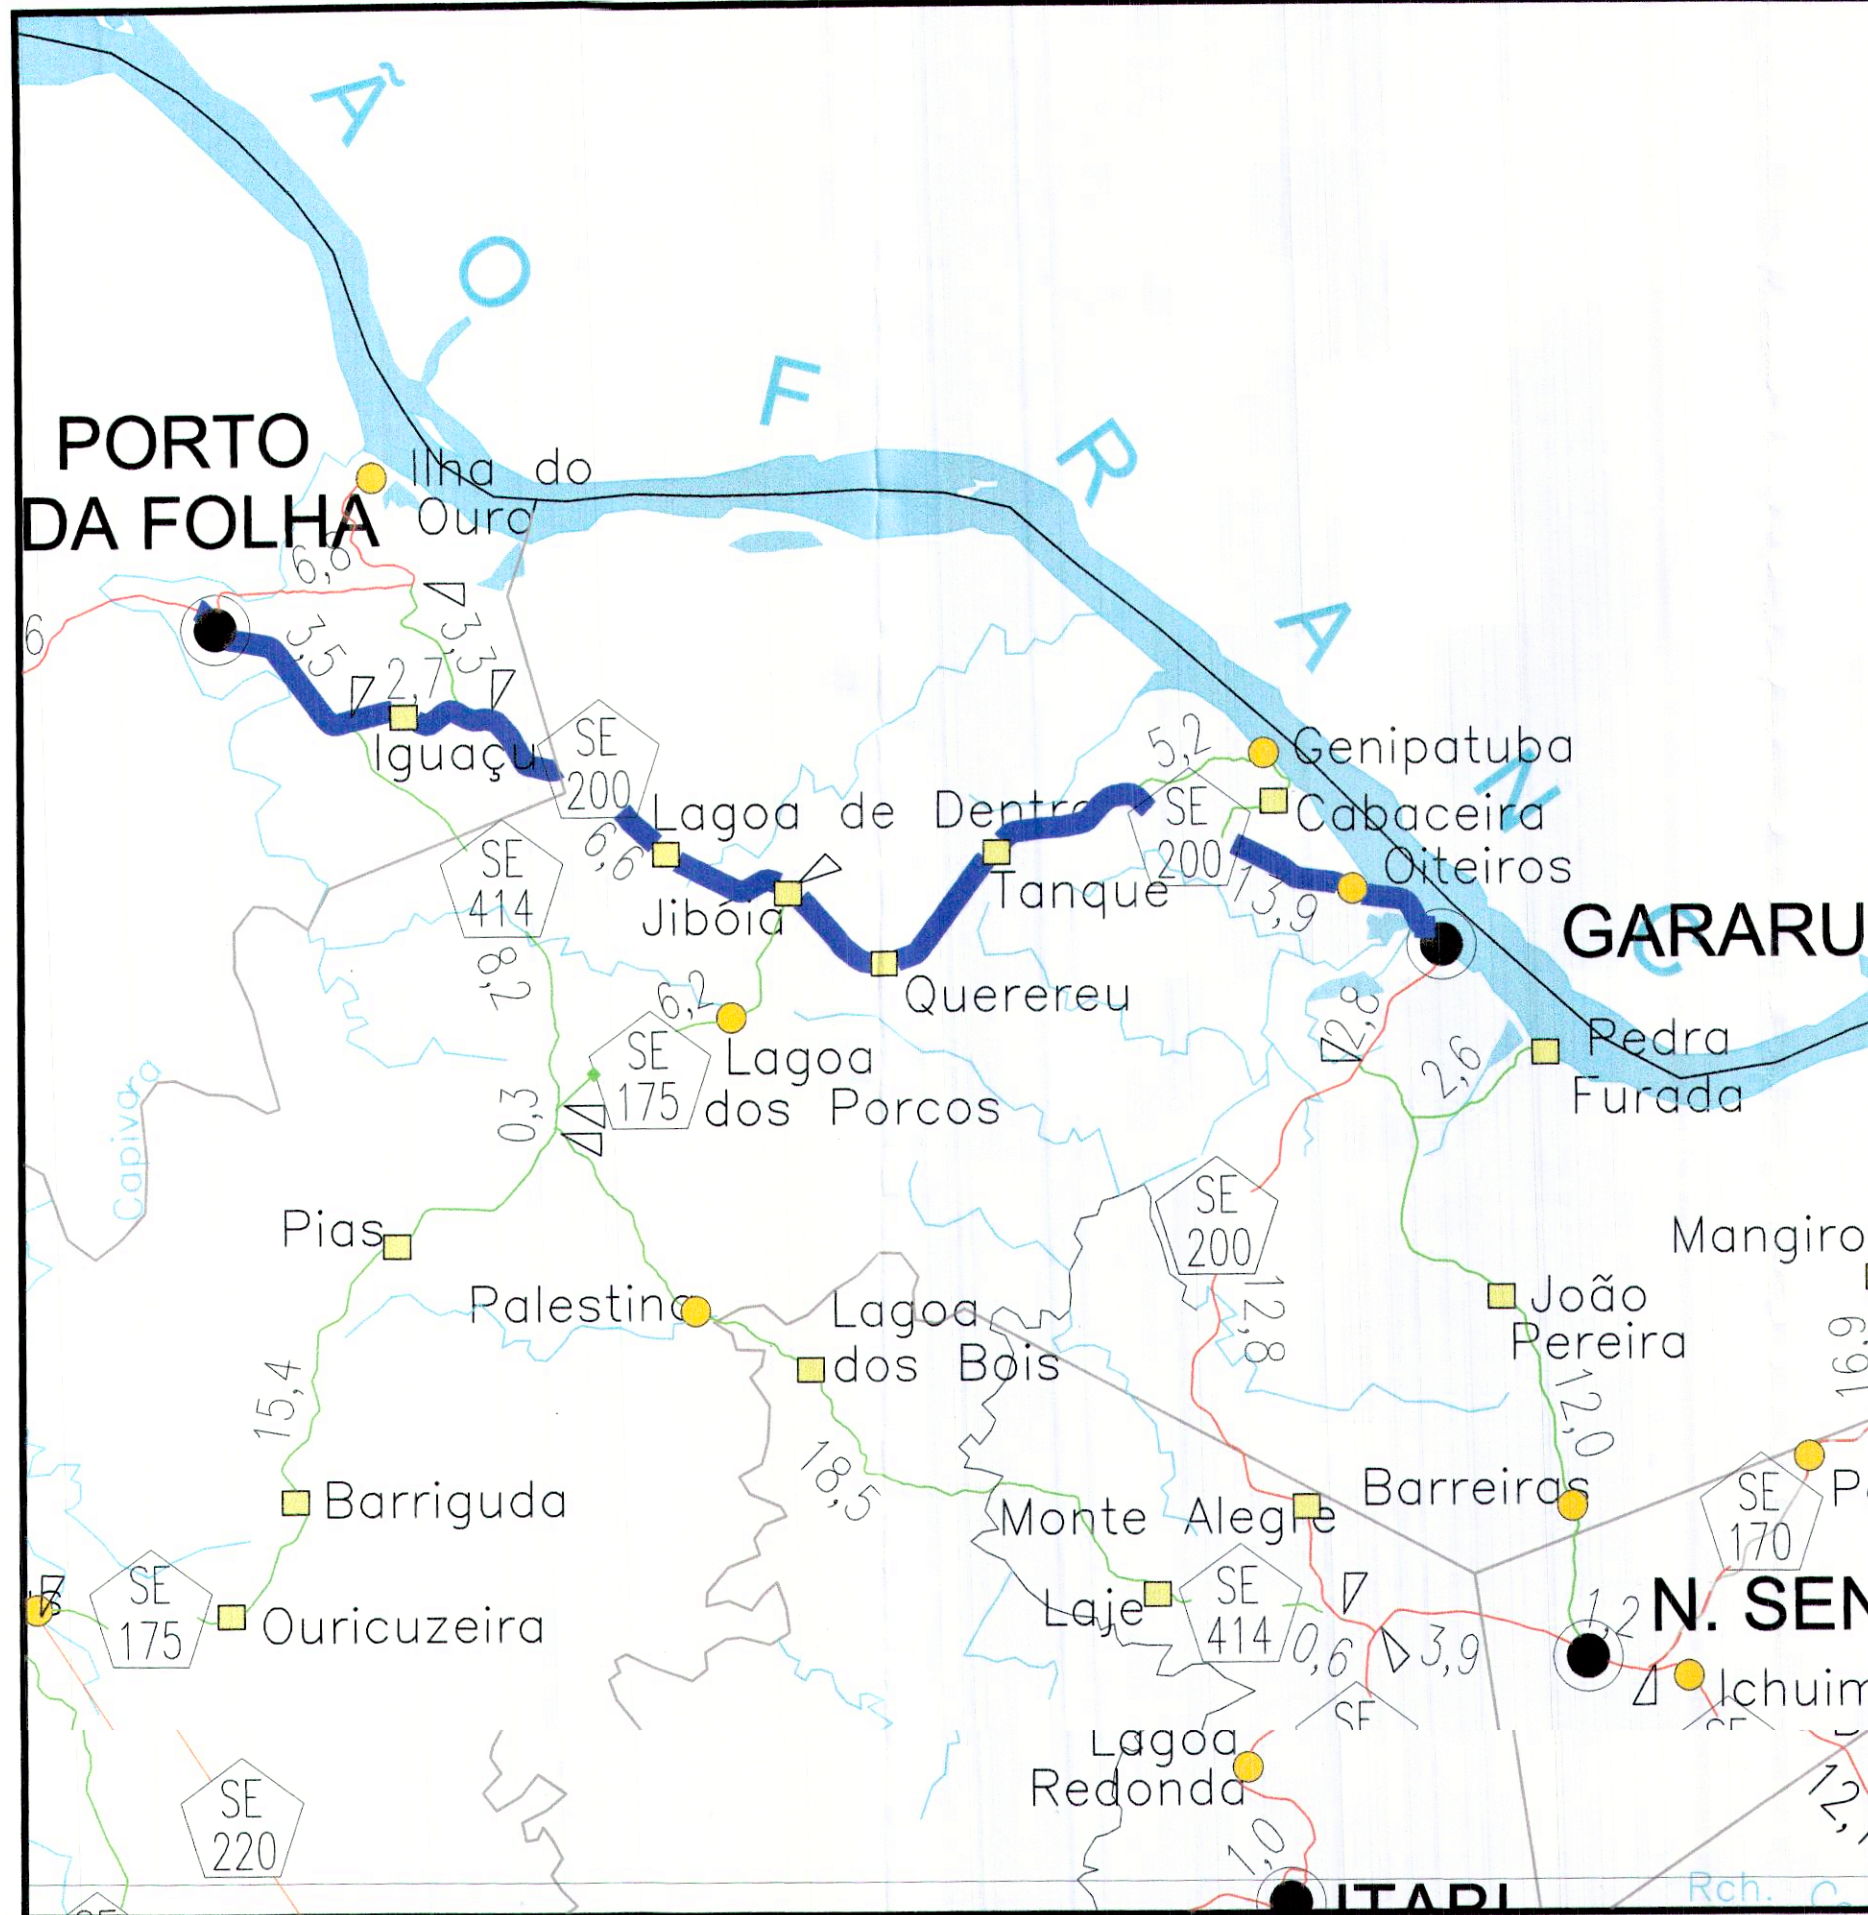 Ã
O
F
R
A
N
C
PORTO
DA FOLHA
Ilha do
Ouro
6,8
6
3,5
3,3
2,7
Iguaçu
SE
200
6,6
Lagoa de Dentro
5,2
Genipatuba
SE
200
Cabaceira
Oiteiros
13,9
Tanque
Jibóia
SE
414
28,2
GARARU
Querereu
6,2
Lagoa
dos Porcos
SE
175
0,3
2,8
2,6
Pedra
Furada
Capivara
Pias
SE
200
12,8
Mangiro
João
Pereira
Palestina
Lagoa
dos Bois
15,4
18,5
12,0
16,9
Barriguda
Monte Alegre
Barreiras
SE
170
SE
175
Ouricuzeira
Laje
SE
414
0,6
3,9
1,2
N. SEN
Ichuim
SE
SE
Lagoa
Redonda
SE
220
1,0
12,
ITABI
Rch.